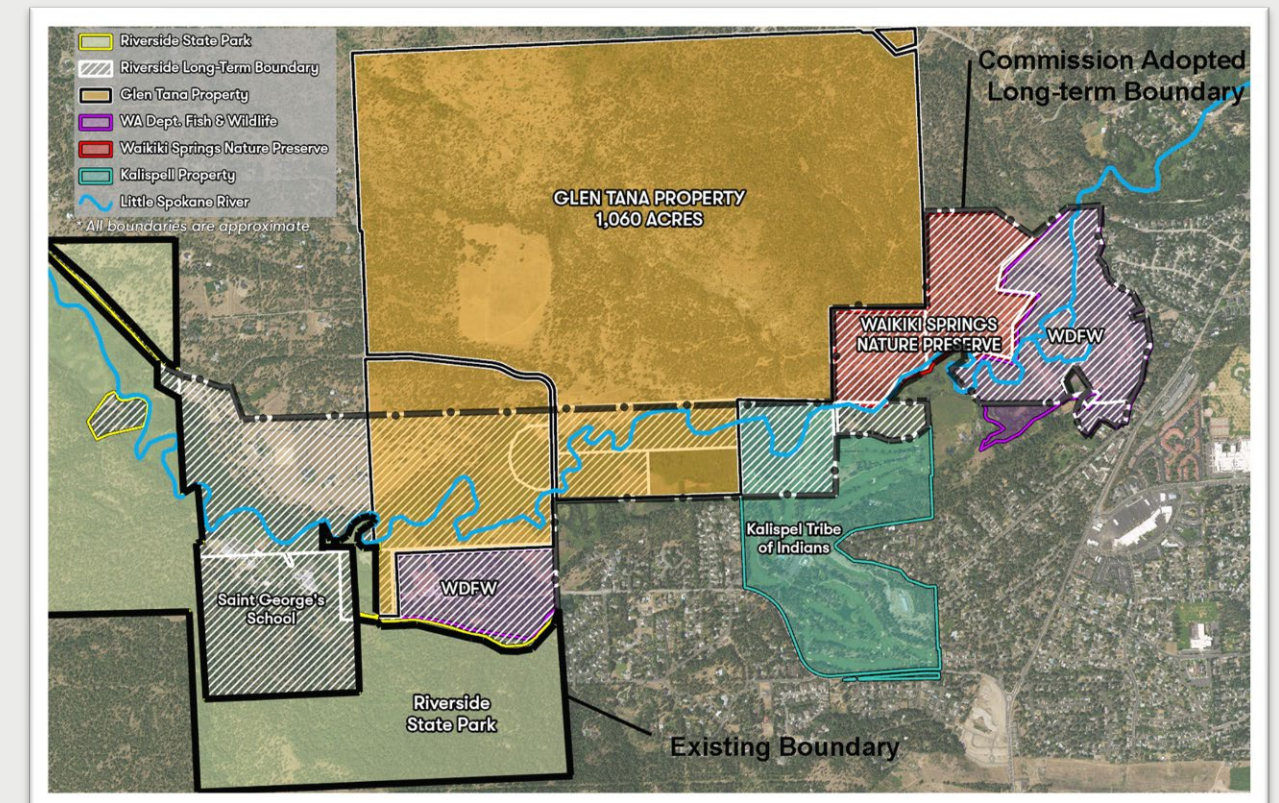 Riverside State Park
Riverside Long-Term Boundary
Glen Tana Property
WA Dept. Fish & Wildlife
Waikiki Springs Nature Preserve
Kalispell Property
Little Spokane River
* All boundaries are approximate
Commission Adopted
Long-term Boundary
GLEN TANA PROPERTY
1,060 ACRES
WAIKIKI SPRINGS
NATURE PRESERVE
WDFW
Kalispel Tribe
of Indians
WDFW
Saint George's
School
Riverside
State Park
Existing Boundary